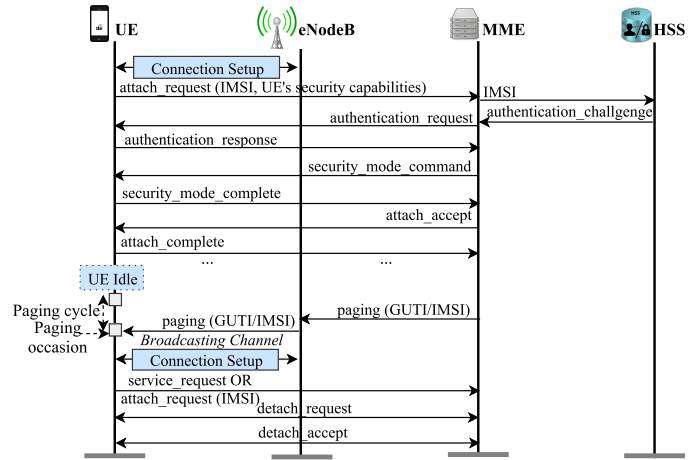 UE
eNodeB
MME
HSS
HSS
Connection Setup
attach_request (IMSI, UE's security capabilities)
IMSI
authentication_challgenge
authentication_request
authentication_response
security_mode_command
security_mode_complete
attach_accept
attach_complete
...
...
UE Idle
Paging cycle
paging (GUTI/IMSI)
paging (GUTI/IMSI)
Paging
occasion
Broadcasting Channel
Connection Setup
service_request OR
attach_request (IMSI)
detach_request
detach_accept